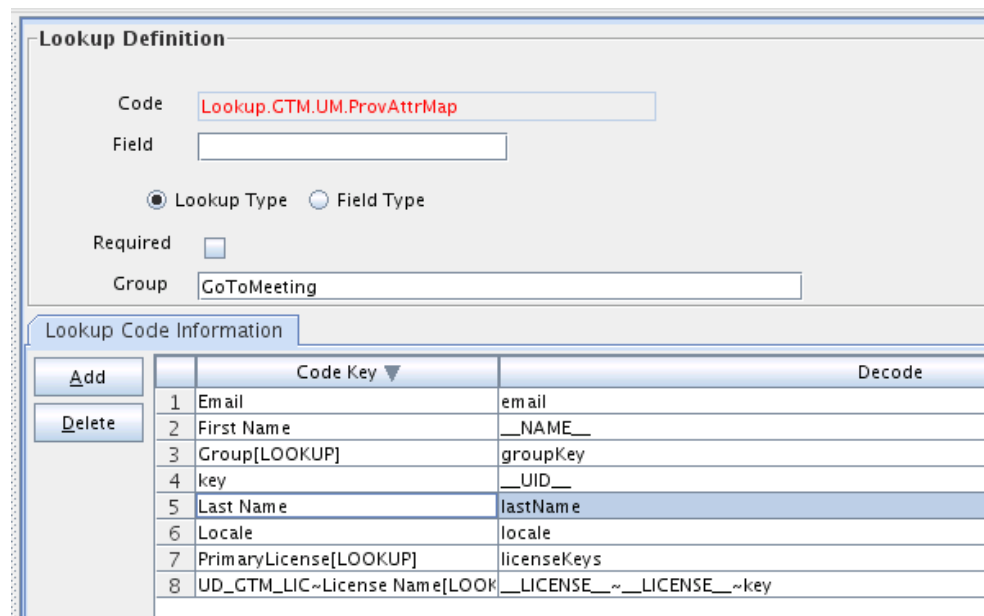 Lookup Definition
Code Lookup.GTM.UM.ProvAttrMap
Field
Lookup Type Field Type
Required
Group GoToMeeting
Lookup Code Information
Add
Delete
Code Key Decode
1 Email email
2 First Name __NAME__
3 Group[LOOKUP] groupKey
4 key __UID__
5 Last Name lastName
6 Locale locale
7 PrimaryLicense[LOOKUP] licenseKeys
8 UD_GTM_LIC~License Name[LOOK __LICENSE__~__LICENSE__~key